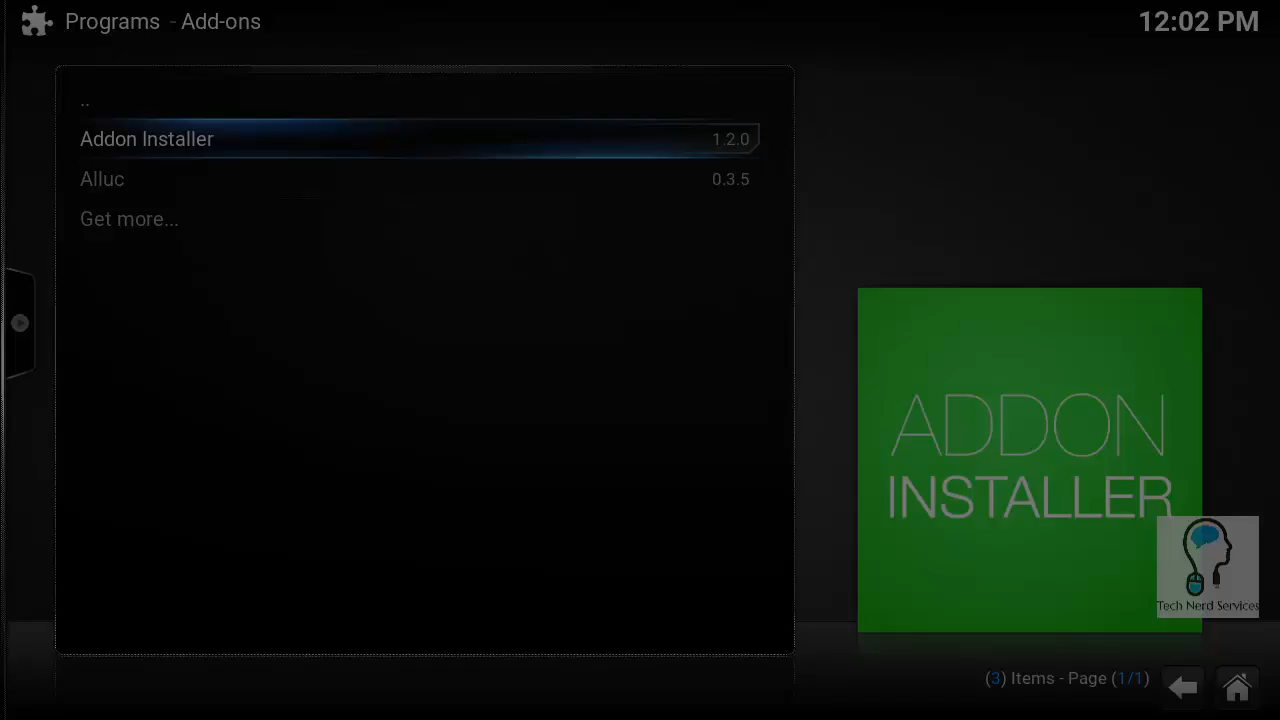 Programs - Add-ons
12:02 PM
..
Addon Installer 1.2.0
Alluc 0.3.5
Get more...
ADDON
INSTALLER
Tech Nerd Services
(3) Items - Page (1/1)